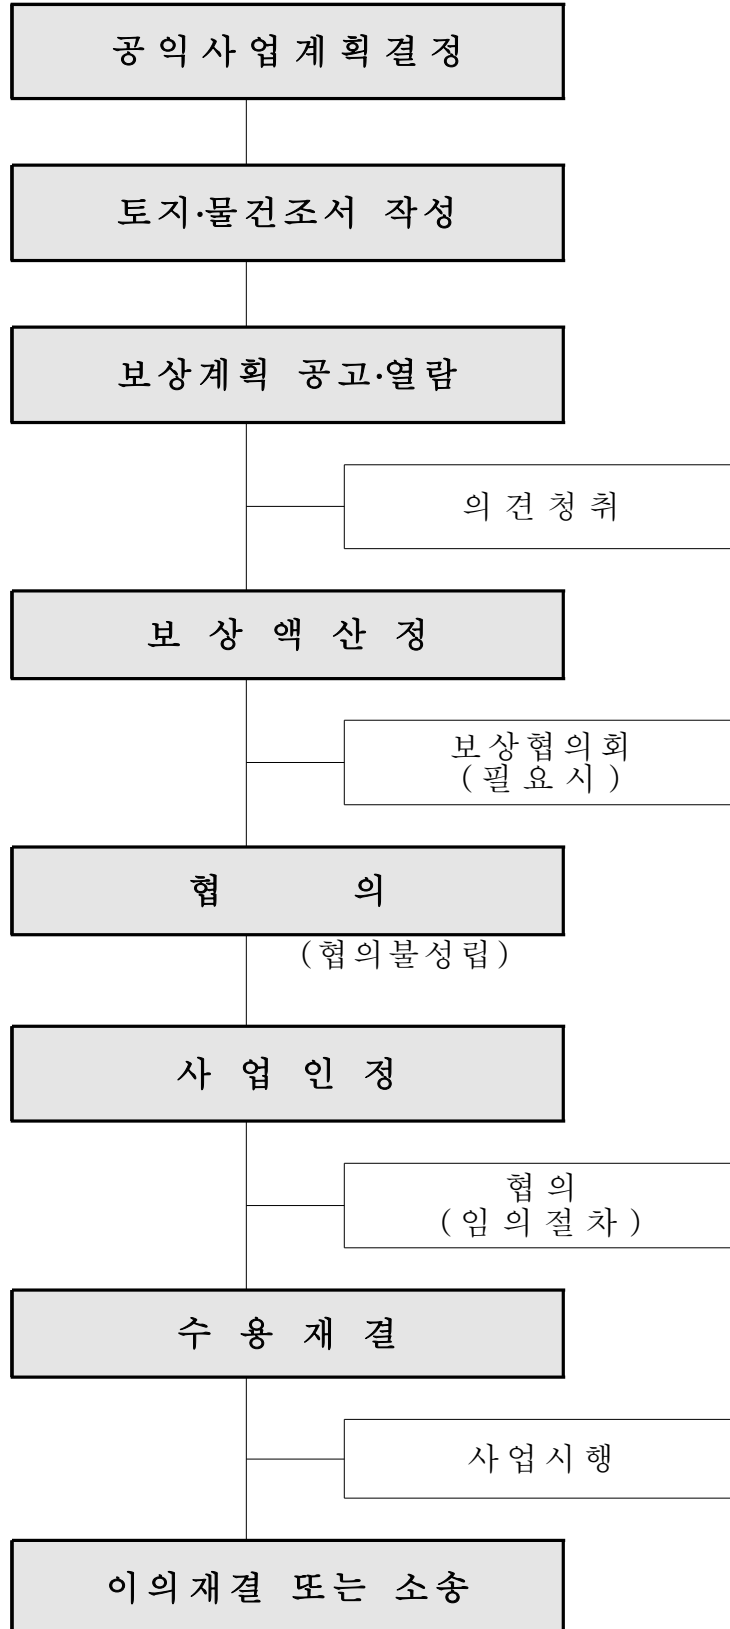 공익사업계획결정
토지·물건조서 작성
보상계획 공고·열람
의견청취
보상액산정
보상협의회
(필요시)
협 의
(협의불성립)
사업인정
협의
(임의절차)
수용재결
사업시행
이의재결 또는 소송